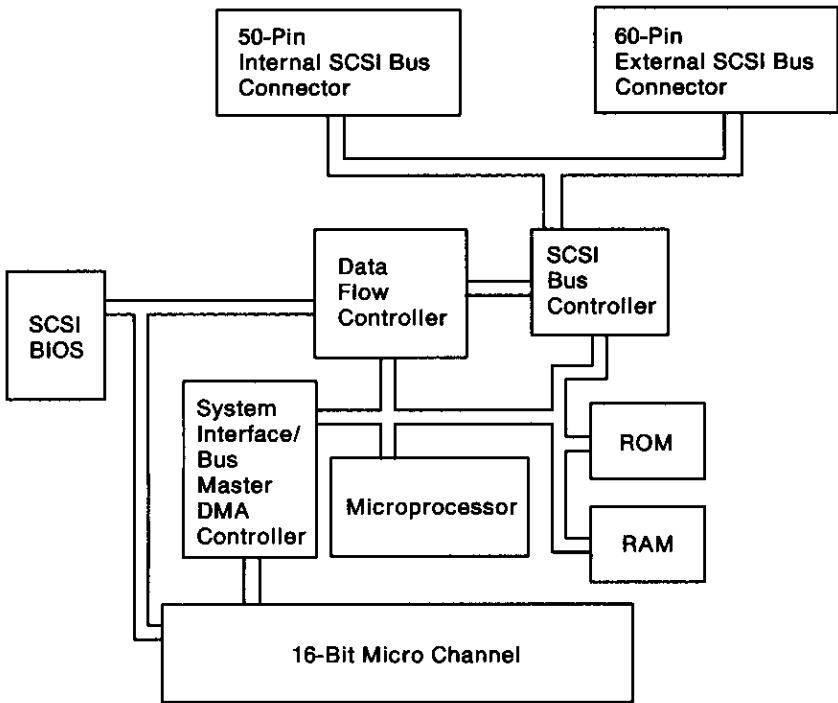 50-Pin
Internal SCSI Bus
Connector
60-Pin
External SCSI Bus
Connector
Data
Flow
Controller
SCSI
Bus
Controller
SCSI
BIOS
System
Interface/
Bus
Master
DMA
Controller
Microprocessor
ROM
RAM
16-Bit Micro Channel